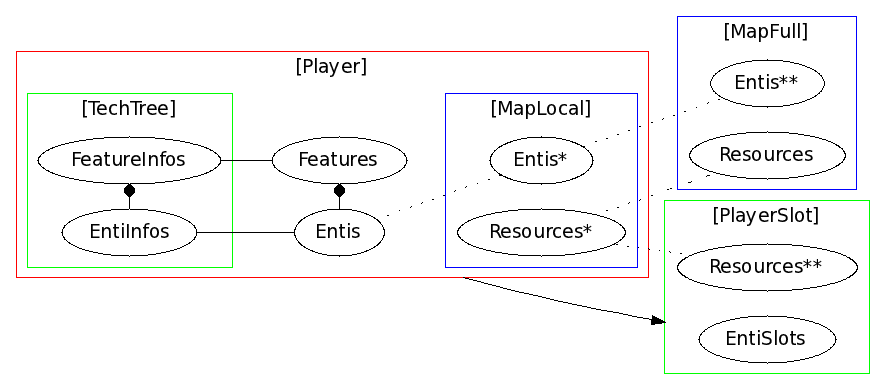 [MapFull]
[Player]
Entis**
[TechTree]
[MapLocal]
FeatureInfos
Features
Entis*
Resources
[PlayerSlot]
EntiInfos
Entis
Resources*
Resources**
EntiSlots